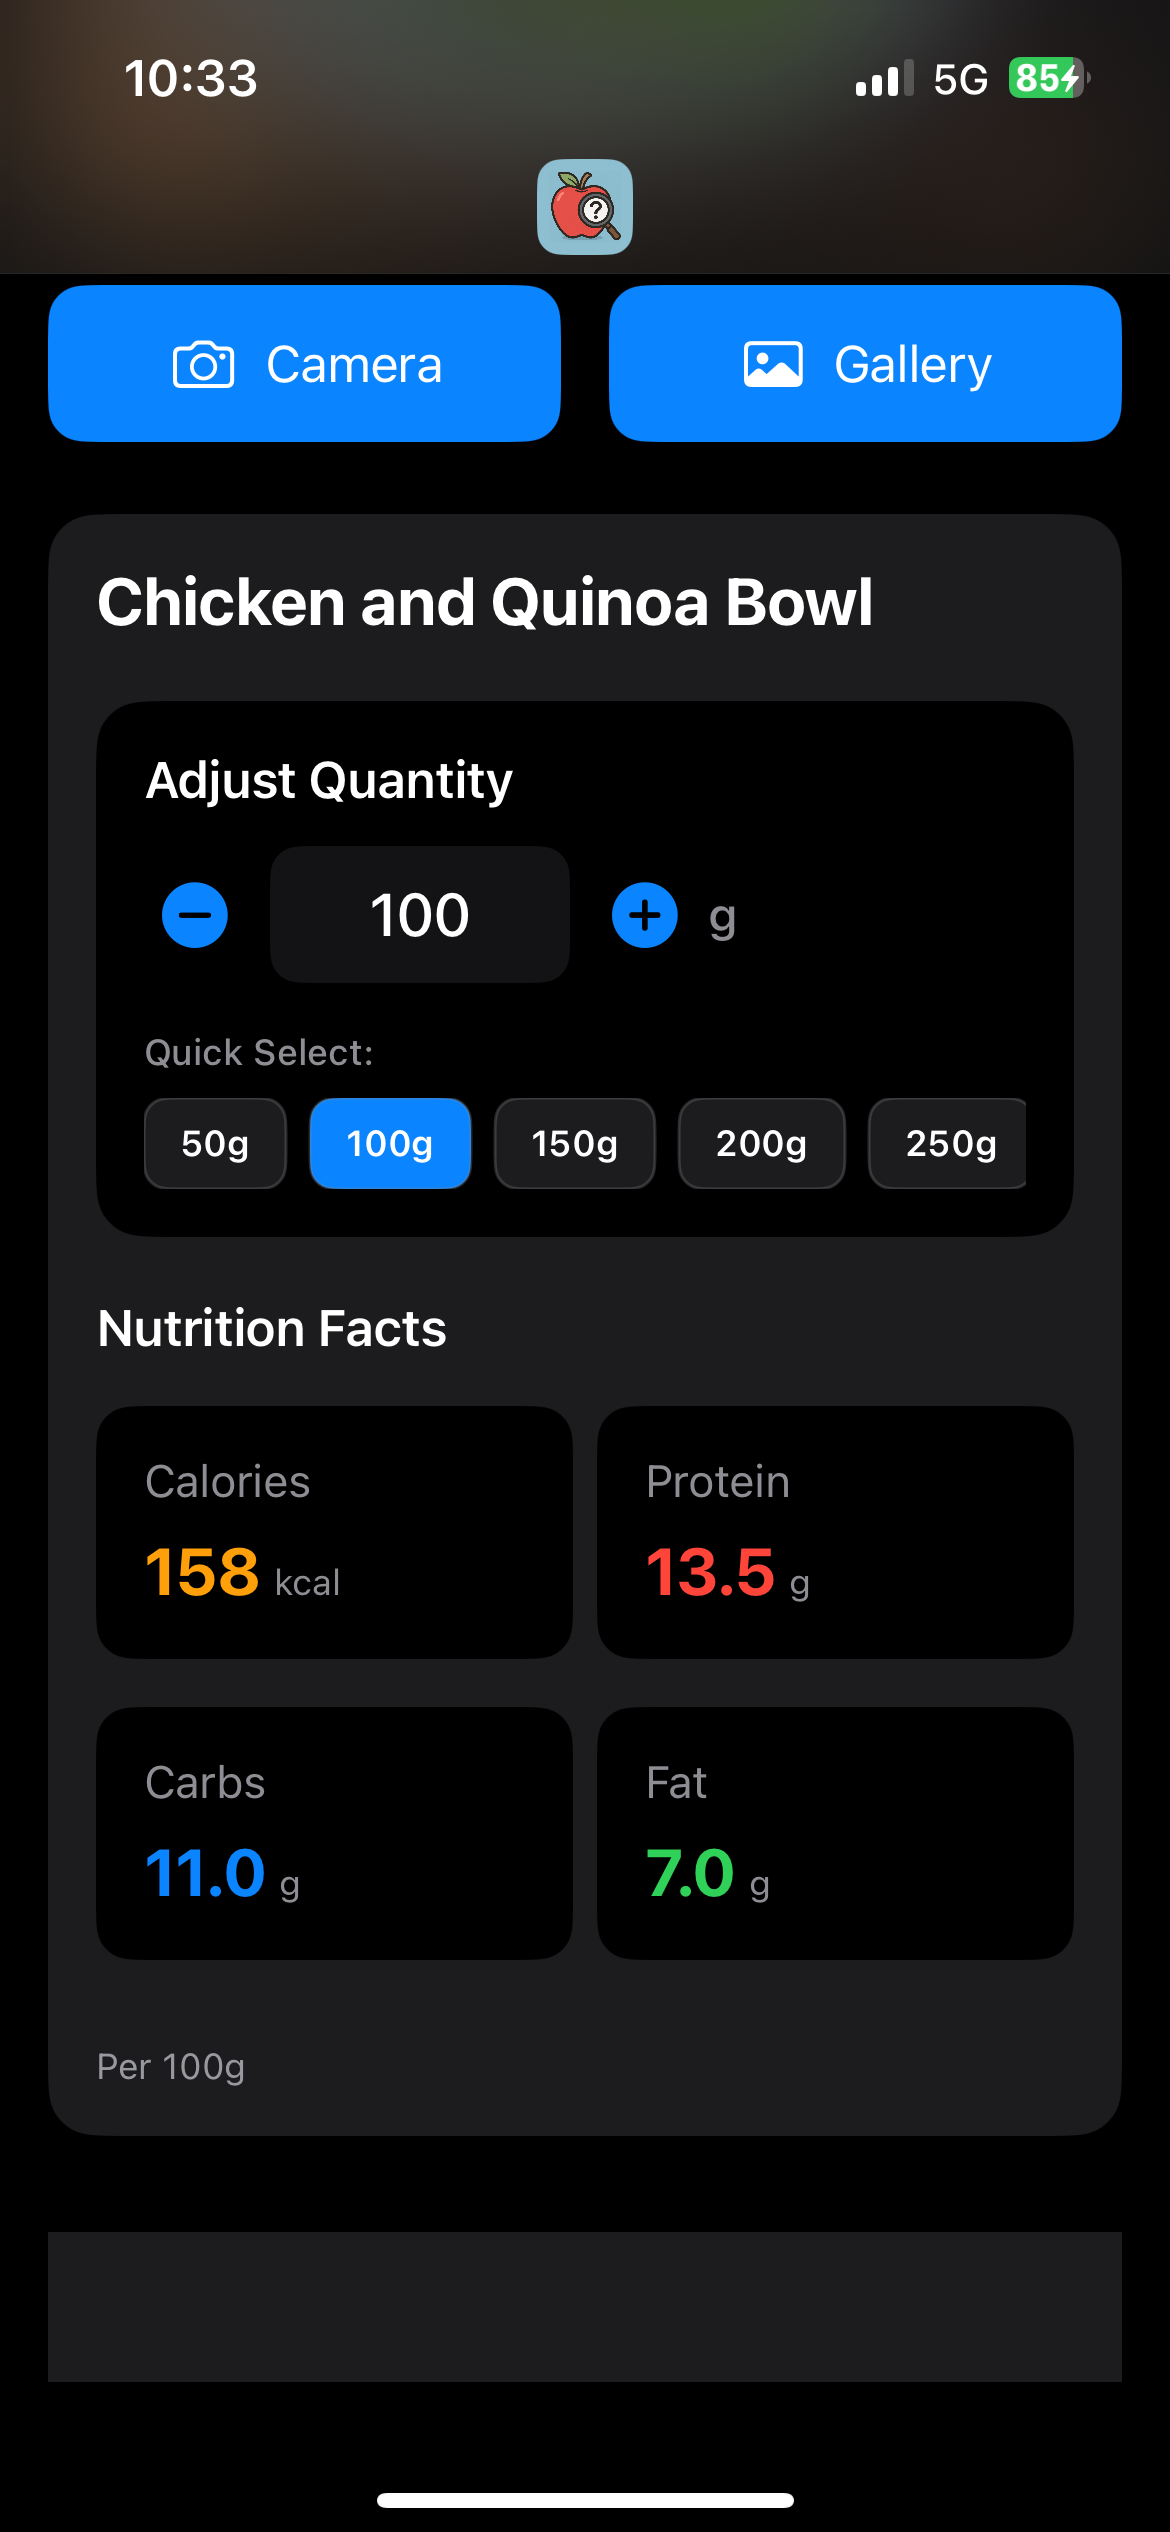 10:33
5G
85
?
Camera
Gallery
Chicken and Quinoa Bowl
Adjust Quantity
100
g
Quick Select:
50g
100g
150g
200g
250g
Nutrition Facts
Calories
158 kcal
Protein
13.5 g
Carbs
11.0 g
Fat
7.0 g
Per 100g